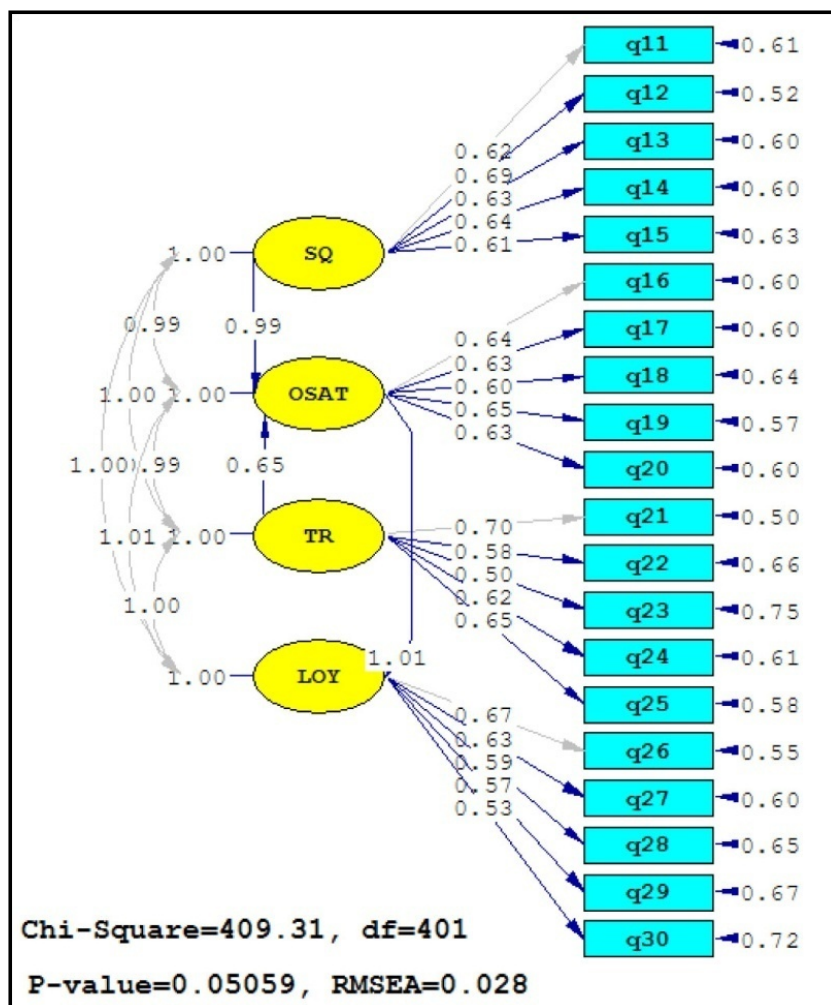 q11 0.61
q12 0.52
0.62 q13 0.60
0.69
0.63 q14 0.60
0.64
0.61 q15 0.63
1.00 SQ
q16 0.60
0.99 0.99 0.64 q17 0.60
0.63
1.00 1.00 OSAT 0.60 q18 0.64
0.65 q19 0.57
0.63
1.00 0.99 0.65 q20 0.60
q21 0.50
1.01 1.00 TR 0.70
0.58 q22 0.66
0.50
0.62 q23 0.75
1.00 0.65 q24 0.61
1.01
1.00 LOY q25 0.58
0.67 q26 0.55
0.63
0.59 q27 0.60
0.57
0.53 q28 0.65
q29 0.67
Chi-Square=409.31, df=401 q30 0.72
P-value=0.05059, RMSEA=0.028